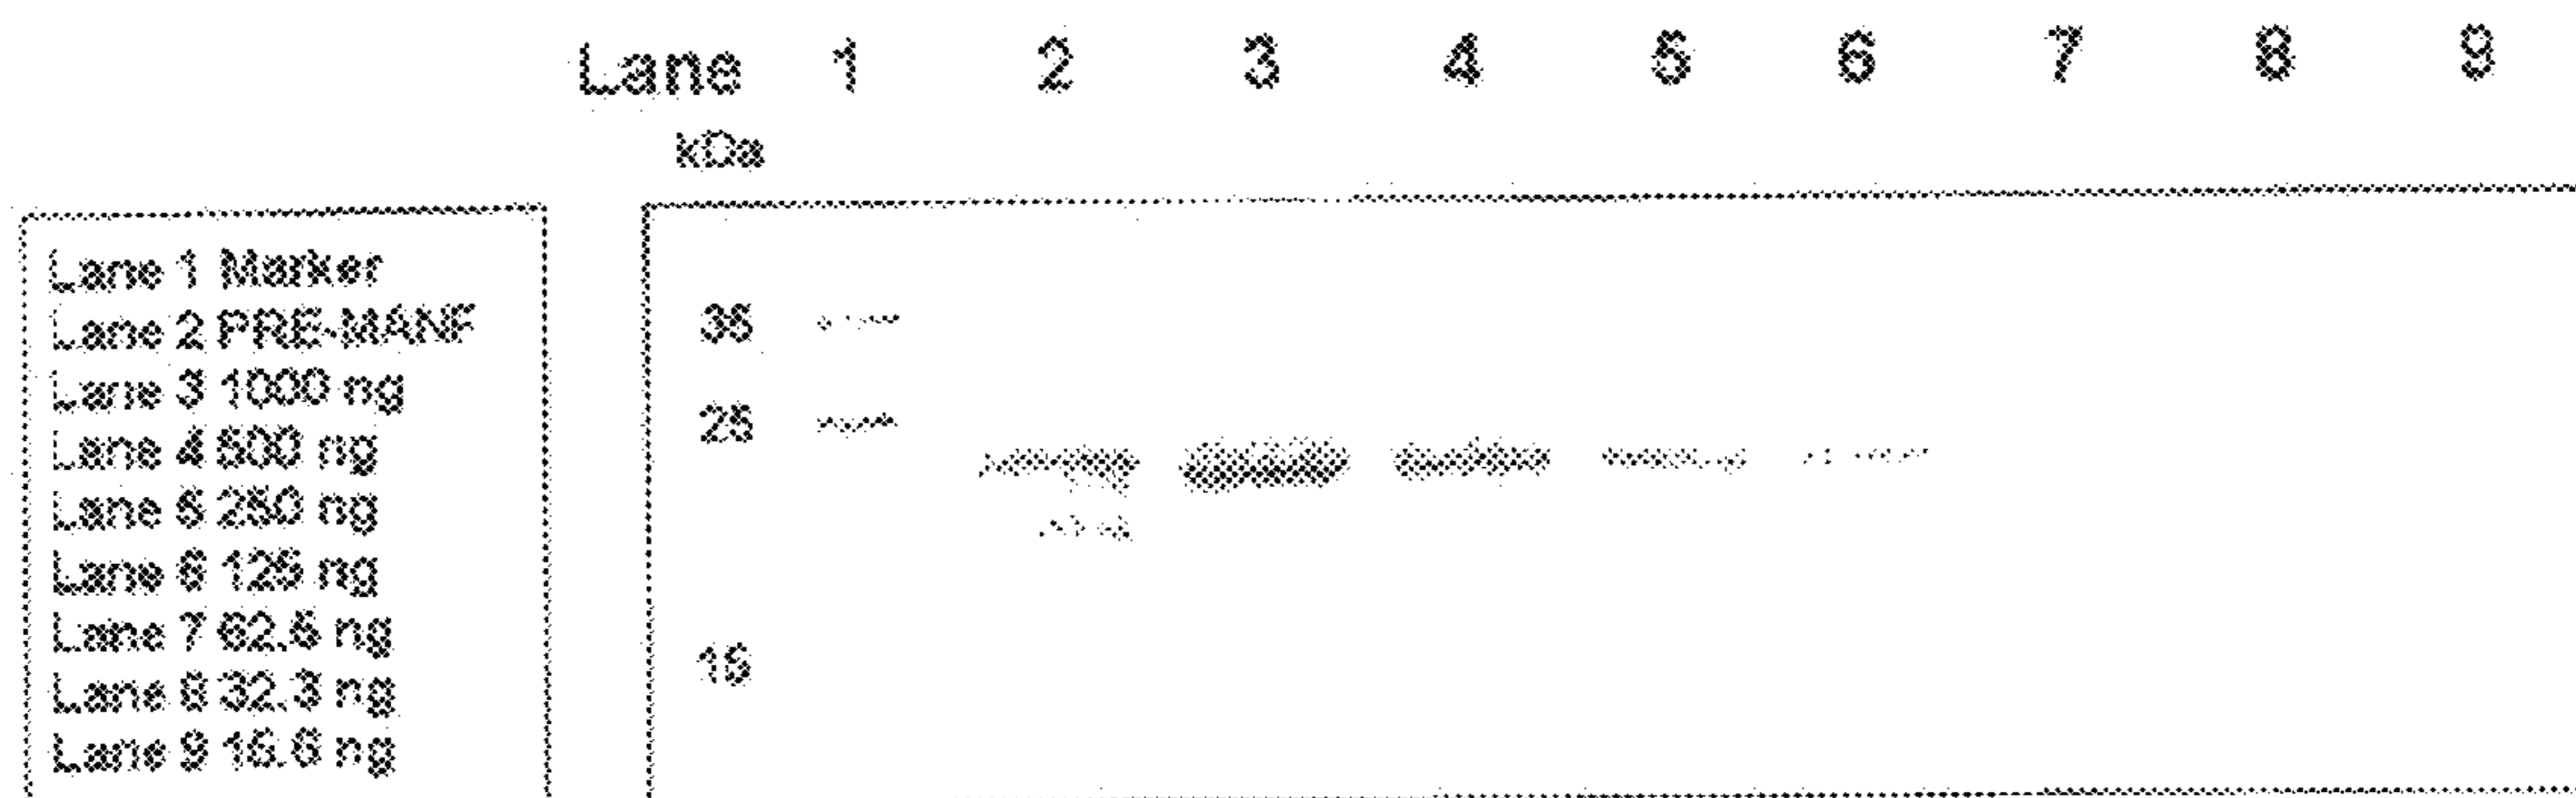 Lane 1 2 3 4 5 6 7 8 9
kDa
Lane 1 Marker
Lane 2 PRE-MANF
Lane 3 1000 ng
Lane 4 500 ng
Lane 5 250 ng
Lane 6 125 ng
Lane 7 62.5 ng
Lane 8 32.3 ng
Lane 9 16.6 ng
35
25
15